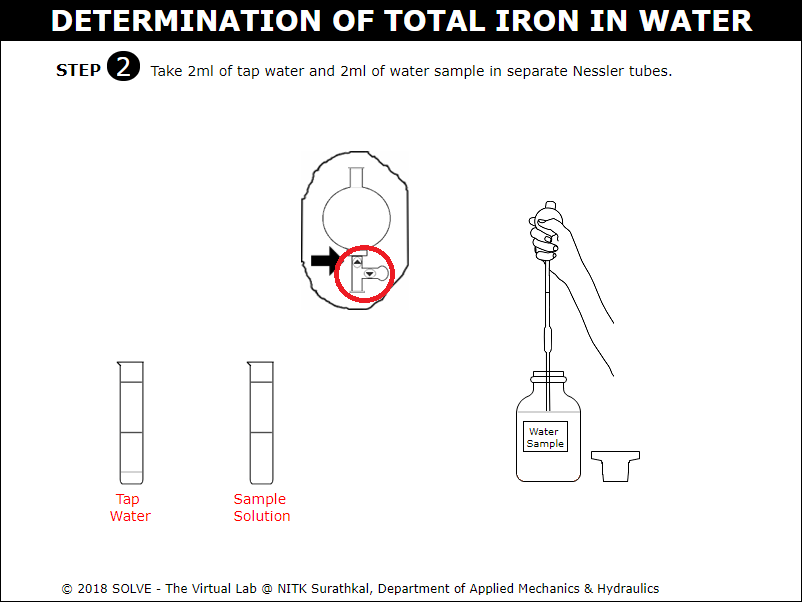 DETERMINATION OF TOTAL IRON IN WATER
STEP 2 Take 2ml of tap water and 2ml of water sample in separate Nessler tubes.
Water
Sample
Tap
Water
Sample
Solution
© 2018 SOLVE - The Virtual Lab @ NITK Surathkal, Department of Applied Mechanics & Hydraulics